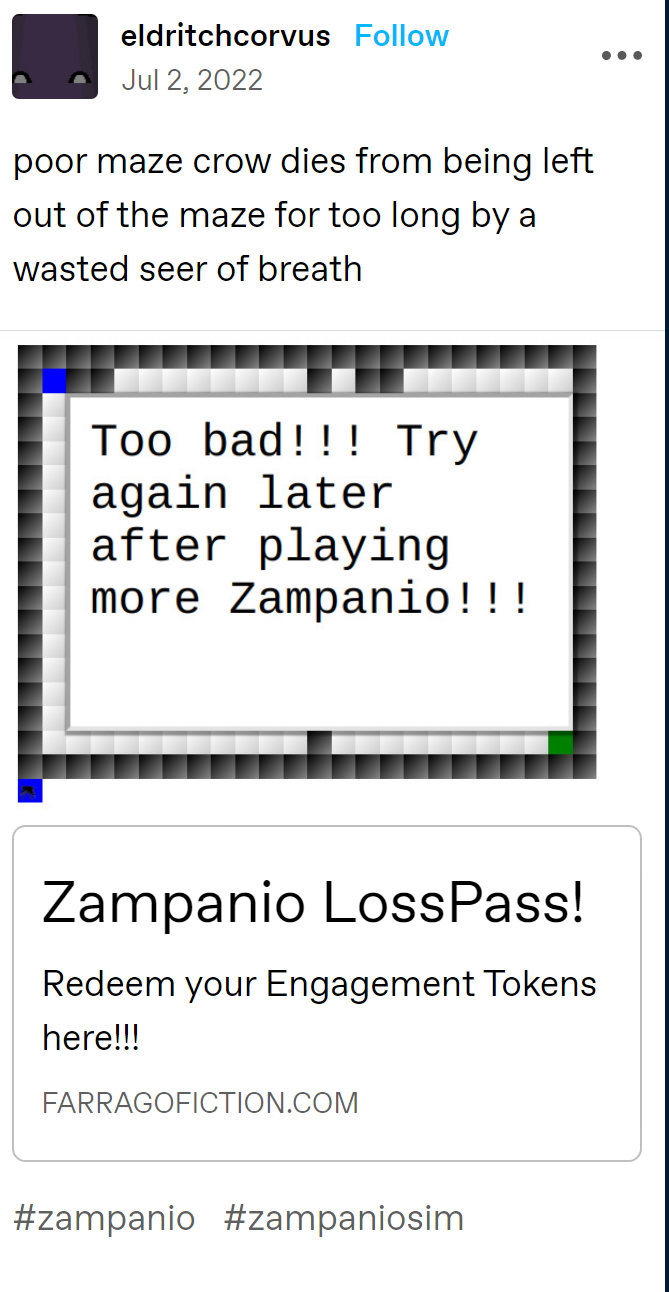 eldritchcorvus Follow
Jul 2, 2022
poor maze crow dies from being left
out of the maze for too long by a
wasted seer of breath
Too bad!!! Try
again later
after playing
more Zampanio!!!
Zampanio LossPass!
Redeem your Engagement Tokens
here!!!
FARRAGOFICTION.COM
#zampanio #zampaniosim